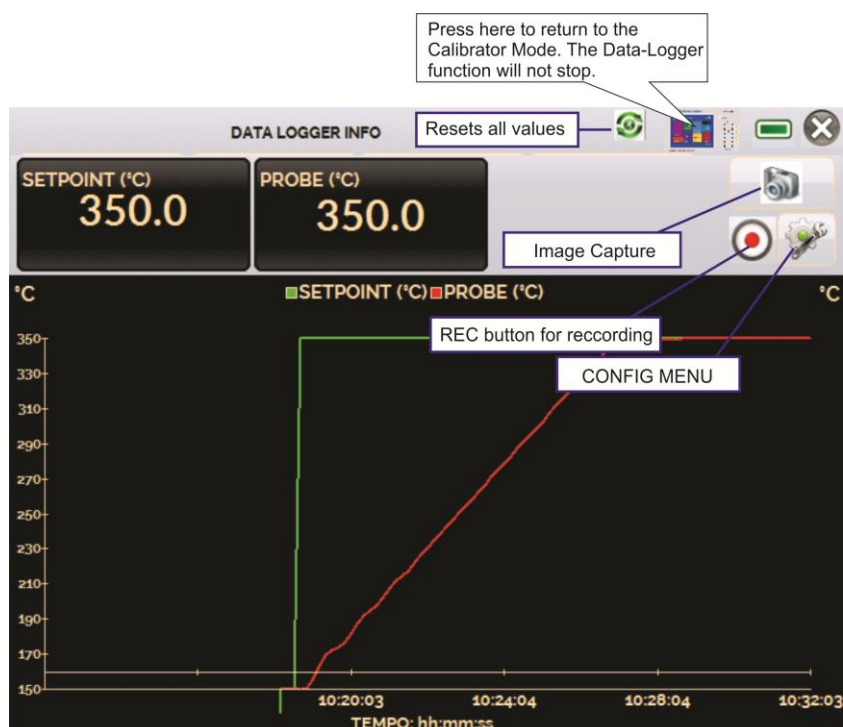 Press here to return to the
Calibrator Mode. The Data-Logger
function will not stop.
DATA LOGGER INFO
Resets all values
SETPOINT (°C)
350.0
PROBE (°C)
350.0
Image Capture
°C
SETPOINT (°C) PROBE (°C)
°C
REC button for reccording
CONFIG MENU
350
330
310
290
270
250
230
210
190
170
150
10:20:03 10:24:04 10:28:04 10:32:03
TEMPO: hh:mm:ss